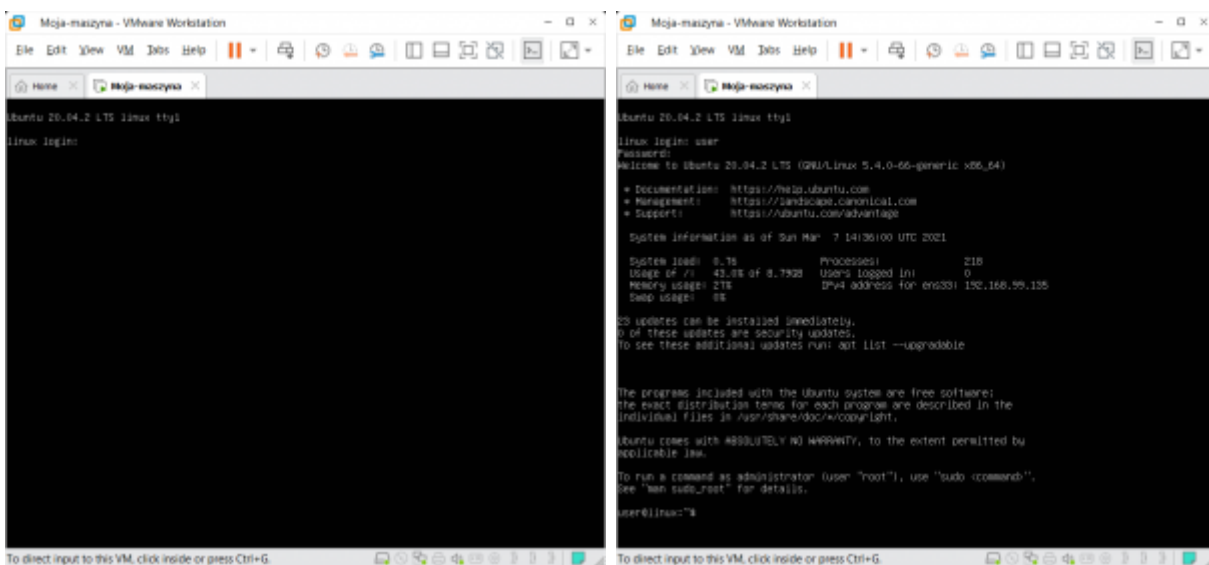 Moja-maszyna - VMware Workstation
File Edit View VM Tabs Help
Home Moja-maszyna
Ubuntu 20.04.2 LTS linux tty1
linux login:
To direct input to this VM, click inside or press Ctrl+G.
Moja-maszyna - VMware Workstation
File Edit View VM Tabs Help
Home Moja-maszyna
Ubuntu 20.04.2 LTS linux tty1
linux login: user
Password:
Welcome to Ubuntu 20.04.2 LTS (GNU/Linux 5.4.0-66-generic x86_64)
* Documentation: https://help.ubuntu.com
* Management: https://landscape.canonical.com
* Support: https://ubuntu.com/advantage
System information as of Sun Mar 7 14:36:00 UTC 2021
System load: 0.76 Processes: 218
Usage of /: 43.0% of 8.79GB Users logged in: 0
Memory usage: 21% IPv4 address for ens33: 192.168.99.135
Swap usage: 0%
23 updates can be installed immediately.
0 of these updates are security updates.
To see these additional updates run: apt list --upgradable
The programs included with the Ubuntu system are free software;
the exact distribution terms for each program are described in the
individual files in /usr/share/doc/*/copyright.
Ubuntu comes with ABSOLUTELY NO WARRANTY, to the extent permitted by
applicable law.
To run a command as administrator (user "root"), use "sudo <command>".
See "man sudo_root" for details.
user@linux:~$
To direct input to this VM, click inside or press Ctrl+G.